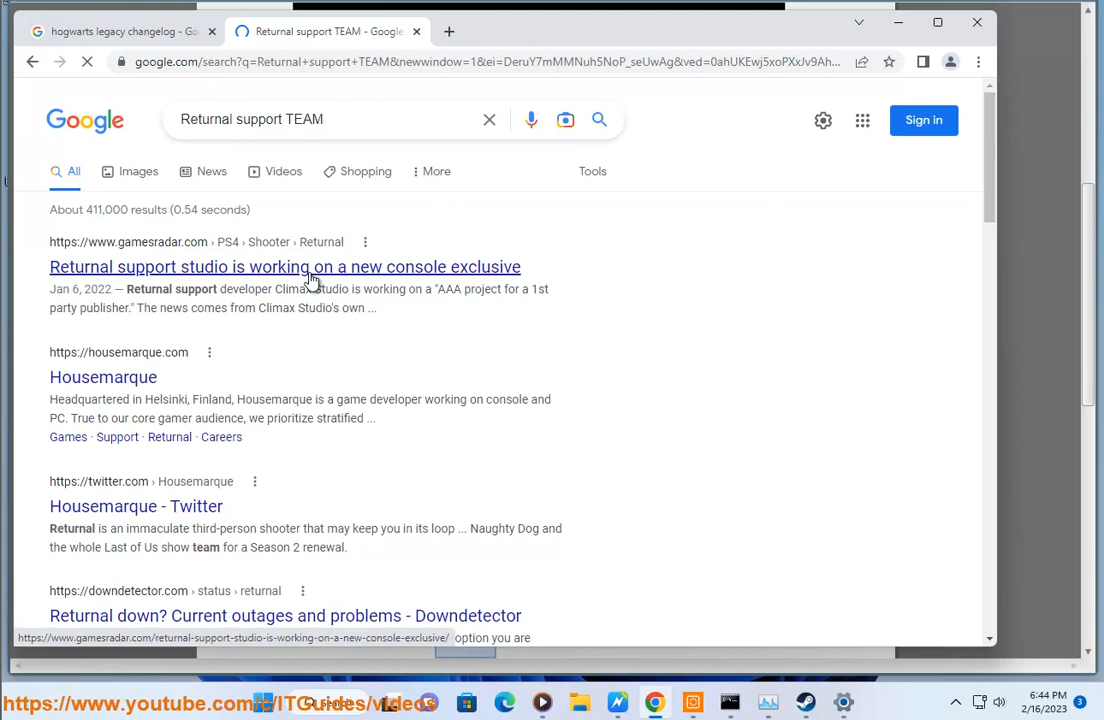 hogwarts legacy changelog - Go
Returnal support TEAM - Google
google.com/search?q=Returnal+support+TEAM&newwindow=1&ei=DeruY7mMMNuh5NoP_seUwAg&ved=0ahUKEwj5xoPXxJv9Ah...
Google
Returnal support TEAM
Sign in
All
Images
News
Videos
Shopping
More
Tools
About 411,000 results (0.54 seconds)
https://www.gamesradar.com › PS4 › Shooter › Returnal
Returnal support studio is working on a new console exclusive
Jan 6, 2022 — Returnal support developer Climax Studio is working on a "AAA project for a 1st
party publisher." The news comes from Climax Studio's own ...
https://housemarque.com
Housemarque
Headquartered in Helsinki, Finland, Housemarque is a game developer working on console and
PC. True to our core gamer audience, we prioritize stratified ...
Games · Support · Returnal · Careers
https://twitter.com › Housemarque
Housemarque - Twitter
Returnal is an immaculate third-person shooter that may keep you in its loop ... Naughty Dog and
the whole Last of Us show team for a Season 2 renewal.
https://downdetector.com › status › returnal
Returnal down? Current outages and problems - Downdetector
https://www.gamesradar.com/returnal-support-studio-is-working-on-a-new-console-exclusive/
option you are
https://www.youtube.com/c/ITGuides/videos
6:44 PM
2/16/2023
3